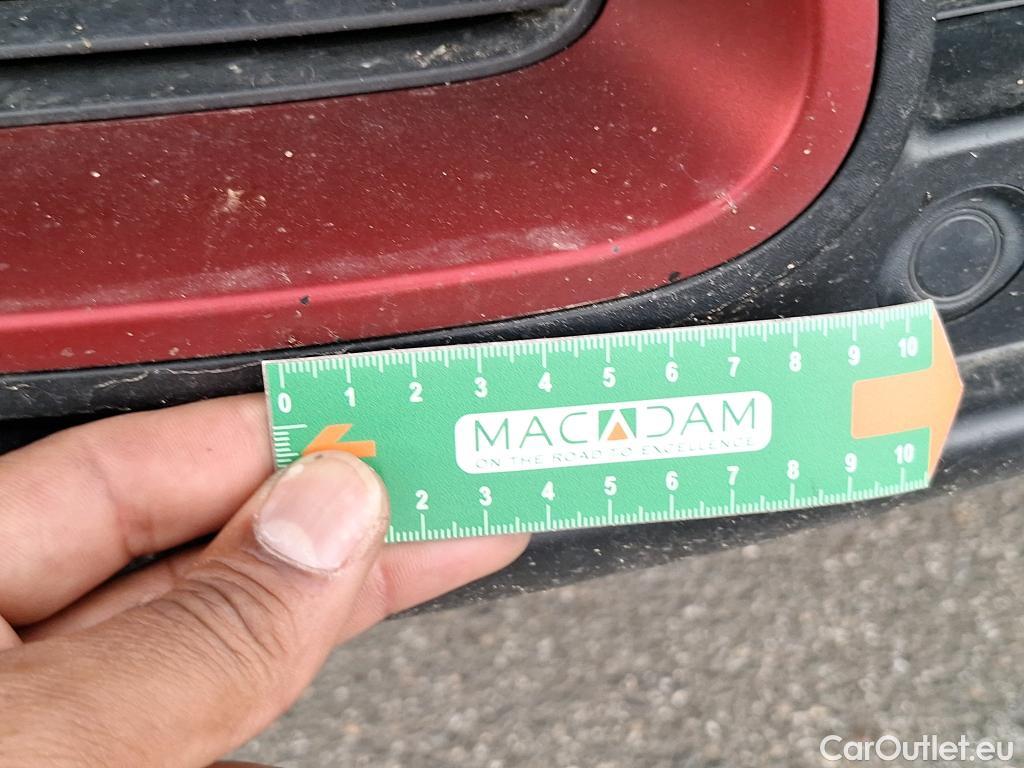 0 1 2 3 4 5 6 7 8 9 10
MACADAM
ON THE ROAD TO EXCELLENCE
2 3 4 5 6 7 8 9 10
CarOutlet.eu